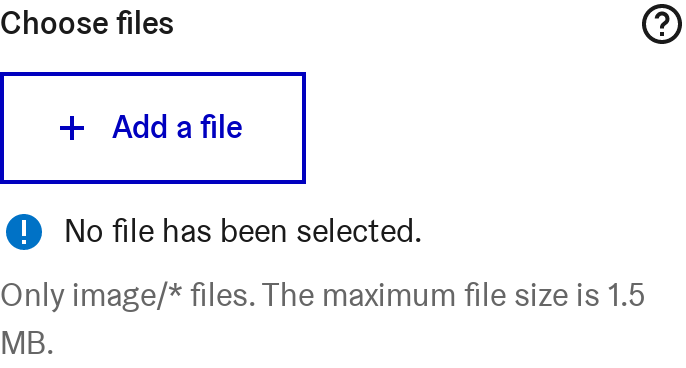 Choose files
+ Add a file
No file has been selected.
Only image/* files. The maximum file size is 1.5
MB.